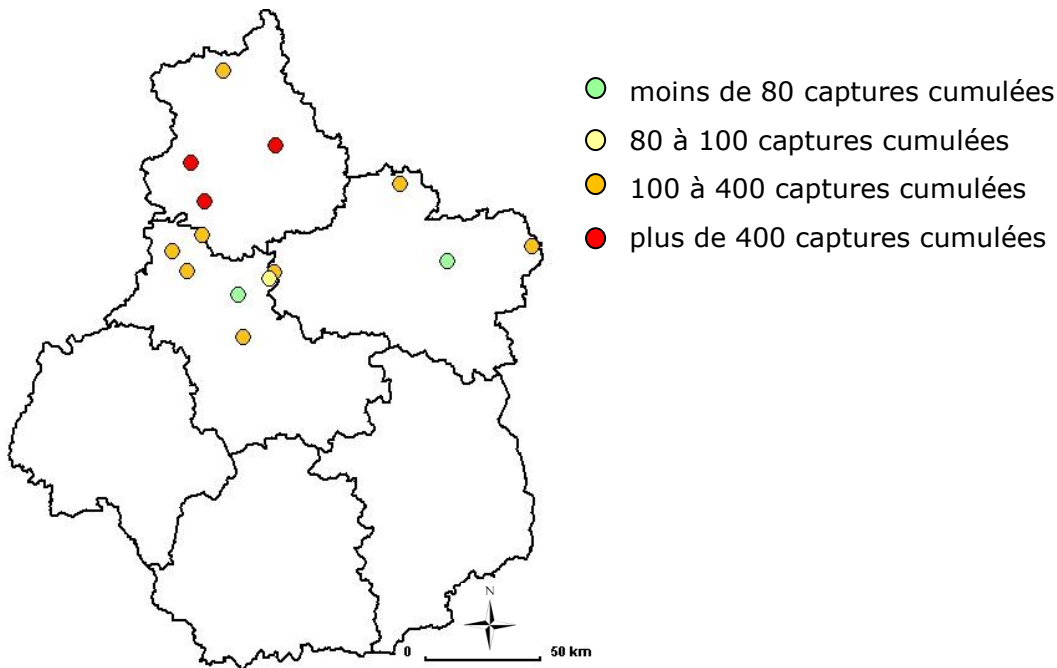 moins de 80 captures cumulées
80 à 100 captures cumulées
100 à 400 captures cumulées
plus de 400 captures cumulées
N
0 50 km